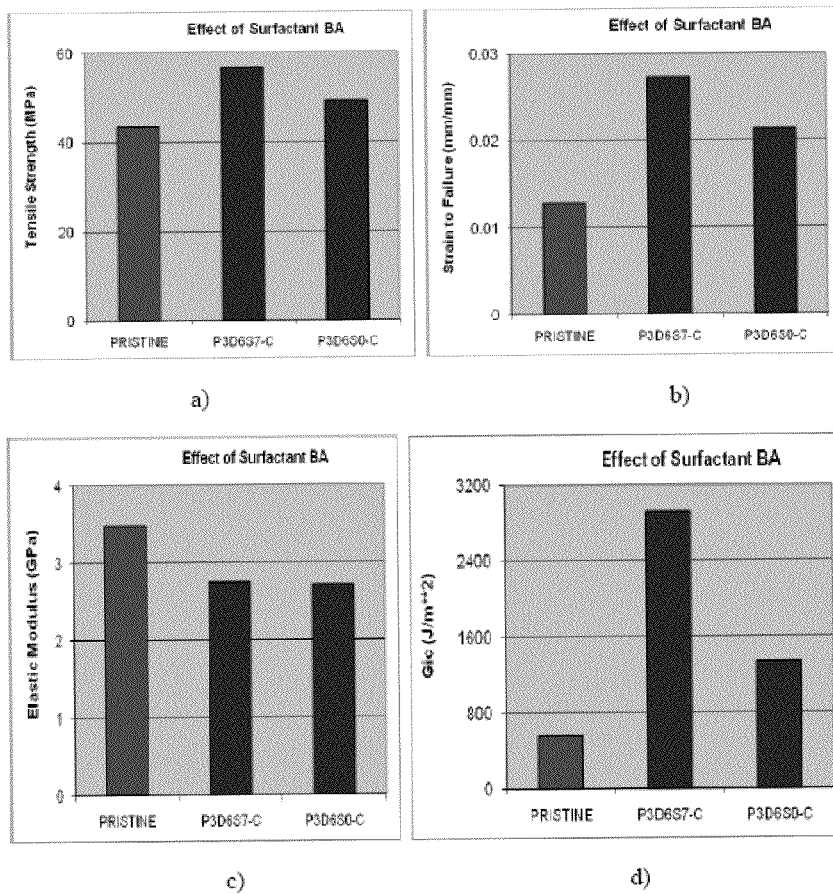 Effect of Surfactant BA
Tensile Strength (MPa)
60
40
20
0
PRISTINE P3D6S7-C P3D6S0-C
a)
Effect of Surfactant BA
Strain to Failure (mm/mm)
0.03
0.02
0.01
0
PRISTINE P3D6S7-C P3D6S0-C
b)
Effect of Surfactant BA
Elastic Modulus (GPa)
4
3
2
1
0
PRISTINE P3D6S7-C P3D6S0-C
c)
Effect of Surfactant BA
Gic (J/m**2)
3200
2400
1600
800
0
PRISTINE P3D6S7-C P3D6S0-C
d)